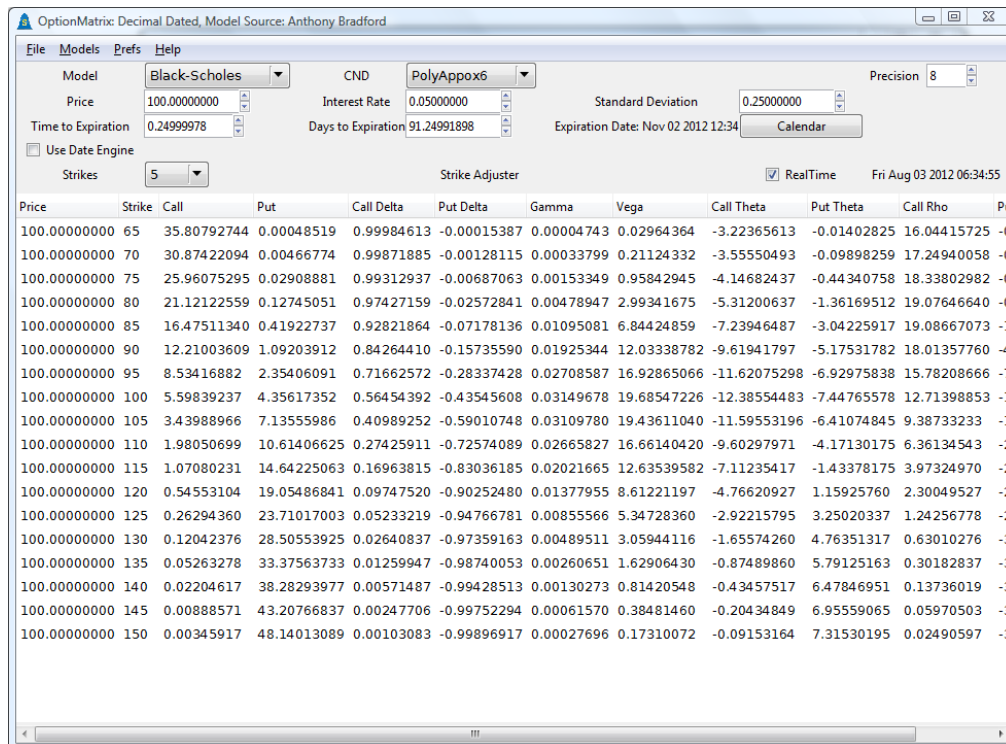 OptionMatrix: Decimal Dated, Model Source: Anthony Bradford
File Models Prefs Help
Model Black-Scholes CND PolyAppox6 Precision 8
Price 100.00000000 Interest Rate 0.05000000 Standard Deviation 0.25000000
Time to Expiration 0.24999978 Days to Expiration 91.24991898 Expiration Date: Nov 02 2012 12:34 Calendar
Use Date Engine
Strikes 5 Strike Adjuster RealTime Fri Aug 03 2012 06:34:55
Price Strike Call Put Call Delta Put Delta Gamma Vega Call Theta Put Theta Call Rho
100.00000000 65 35.80792744 0.00048519 0.99984613 -0.00015387 0.00004743 0.02964364 -3.22365613 -0.01402825 16.04415725
100.00000000 70 30.87422094 0.00466774 0.99871885 -0.00128115 0.00033799 0.21124332 -3.55550493 -0.09898259 17.24940058
100.00000000 75 25.96075295 0.02908881 0.99312937 -0.00687063 0.00153349 0.95842945 -4.14682437 -0.44340758 18.33802982
100.00000000 80 21.12122559 0.12745051 0.97427159 -0.02572841 0.00478947 2.99341675 -5.31200637 -1.36169512 19.07646640
100.00000000 85 16.47511340 0.41922737 0.92821864 -0.07178136 0.01095081 6.84424859 -7.23946487 -3.04225917 19.08667073
100.00000000 90 12.21003609 1.09203912 0.84264410 -0.15735590 0.01925344 12.03338782 -9.61941797 -5.17531782 18.01357760
100.00000000 95 8.53416882 2.35406091 0.71662572 -0.28337428 0.02708587 16.92865066 -11.62075298 -6.92975838 15.78208666
100.00000000 100 5.59839237 4.35617352 0.56454392 -0.43545608 0.03149678 19.68547226 -12.38554483 -7.44765578 12.71398853
100.00000000 105 3.43988966 7.13555986 0.40989252 -0.59010748 0.03109780 19.43611040 -11.59553196 -6.41074845 9.38733233
100.00000000 110 1.98050699 10.61406625 0.27425911 -0.72574089 0.02665827 16.66140420 -9.60297971 -4.17130175 6.36134543
100.00000000 115 1.07080231 14.64225063 0.16963815 -0.83036185 0.02021665 12.63539582 -7.11235417 -1.43378175 3.97324970
100.00000000 120 0.54553104 19.05486841 0.09747520 -0.90252480 0.01377955 8.61221197 -4.76620927 1.15925760 2.30049527
100.00000000 125 0.26294360 23.71017003 0.05233219 -0.94766781 0.00855566 5.34728360 -2.92215795 3.25020337 1.24256778
100.00000000 130 0.12042376 28.50553925 0.02640837 -0.97359163 0.00489511 3.05944116 -1.65574260 4.76351317 0.63010276
100.00000000 135 0.05263278 33.37563733 0.01259947 -0.98740053 0.00260651 1.62906430 -0.87489860 5.79125163 0.30182837
100.00000000 140 0.02204617 38.28293977 0.00571487 -0.99428513 0.00130273 0.81420548 -0.43457517 6.47846951 0.13736019
100.00000000 145 0.00888571 43.20766837 0.00247706 -0.99752294 0.00061570 0.38481460 -0.20434849 6.95559065 0.05970503
100.00000000 150 0.00345917 48.14013089 0.00103083 -0.99896917 0.00027696 0.17310072 -0.09153164 7.31530195 0.02490597